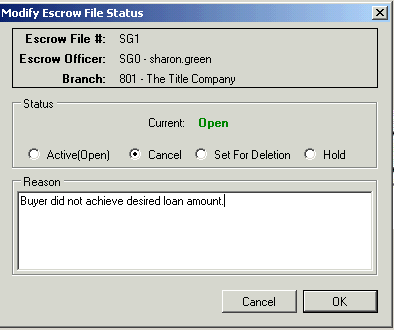 Modify Escrow File Status
Escrow File #: SG1
Escrow Officer: SG0 - sharon.green
Branch: 801 - The Title Company
Status
Current: Open
Active(Open) Cancel Set For Deletion Hold
Reason
Buyer did not achieve desired loan amount.
Cancel OK